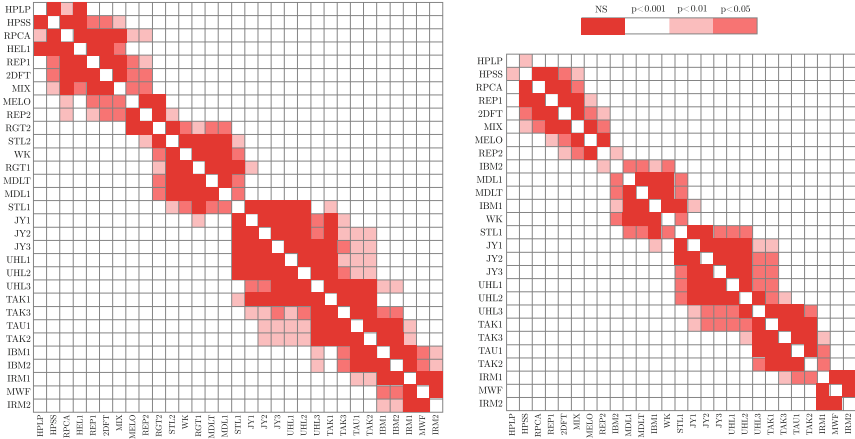 NS p<0.001 p<0.01 p<0.05
HPLP
HPSS
RPCA
HEL1
REP1
2DFT
MIX
MELO
REP2
RGT2
STL2
WK
RGT1
MDLT
MDL1
STL1
JY1
JY2
JY3
UHL1
UHL2
UHL3
TAK1
TAK3
TAU1
TAK2
IBM1
IBM2
IRM1
MWF
IRM2
HPLP HPSS RPCA HEL1 REP1 2DFT MIX MELO REP2 RGT2 STL2 WK RGT1 MDLT MDL1 STL1 JY1 JY2 JY3 UHL1 UHL2 UHL3 TAK1 TAK3 TAU1 TAK2 IBM1 IBM2 IRM1 MWF IRM2
HPLP
HPSS
RPCA
REP1
2DFT
MIX
MELO
REP2
IBM2
MDL1
MDLT
IBM1
WK
STL1
JY1
JY2
JY3
UHL1
UHL2
UHL3
TAK1
TAK3
TAU1
TAK2
IRM1
MWF
IRM2
HPLP HPSS RPCA REP1 2DFT MIX MELO REP2 IBM2 MDL1 MDLT IBM1 WK STL1 JY1 JY2 JY3 UHL1 UHL2 UHL3 TAK1 TAK3 TAU1 TAK2 IRM1 MWF IRM2